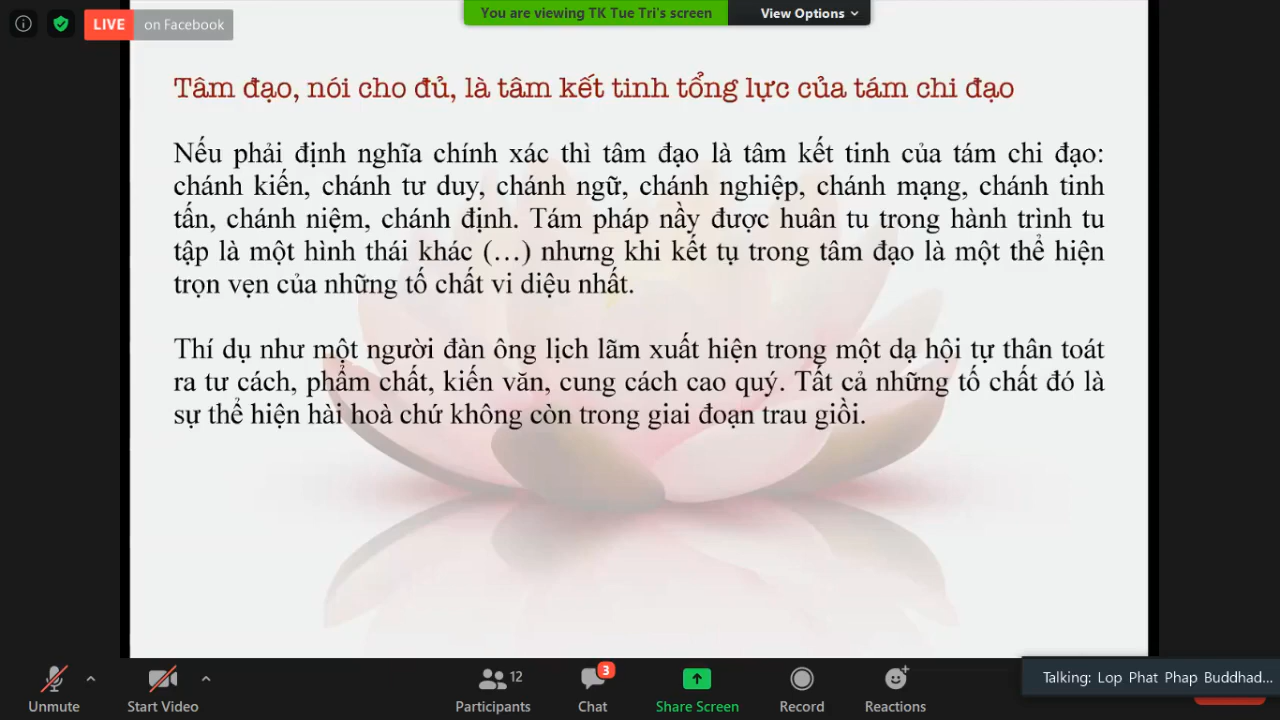 You are viewing TK Tue Tri's screen
View Options
LIVE on Facebook
Tâm đạo, nói cho đủ, là tâm kết tinh tổng lực của tám chi đạo
Nếu phải định nghĩa chính xác thì tâm đạo là tâm kết tinh của tám chi đạo:
chánh kiến, chánh tư duy, chánh ngữ, chánh nghiệp, chánh mạng, chánh tinh
tấn, chánh niệm, chánh định. Tám pháp nầy được huân tu trong hành trình tu
tập là một hình thái khác (…) nhưng khi kết tụ trong tâm đạo là một thể hiện
trọn vẹn của những tố chất vi diệu nhất.
Thí dụ như một người đàn ông lịch lãm xuất hiện trong một dạ hội tự thân toát
ra tư cách, phẩm chất, kiến văn, cung cách cao quý. Tất cả những tố chất đó là
sự thể hiện hài hoà chứ không còn trong giai đoạn trau giồi.
Talking: Lop Phat Phap Buddhad...
12
3
Unmute
Start Video
Participants
Chat
Share Screen
Record
Reactions